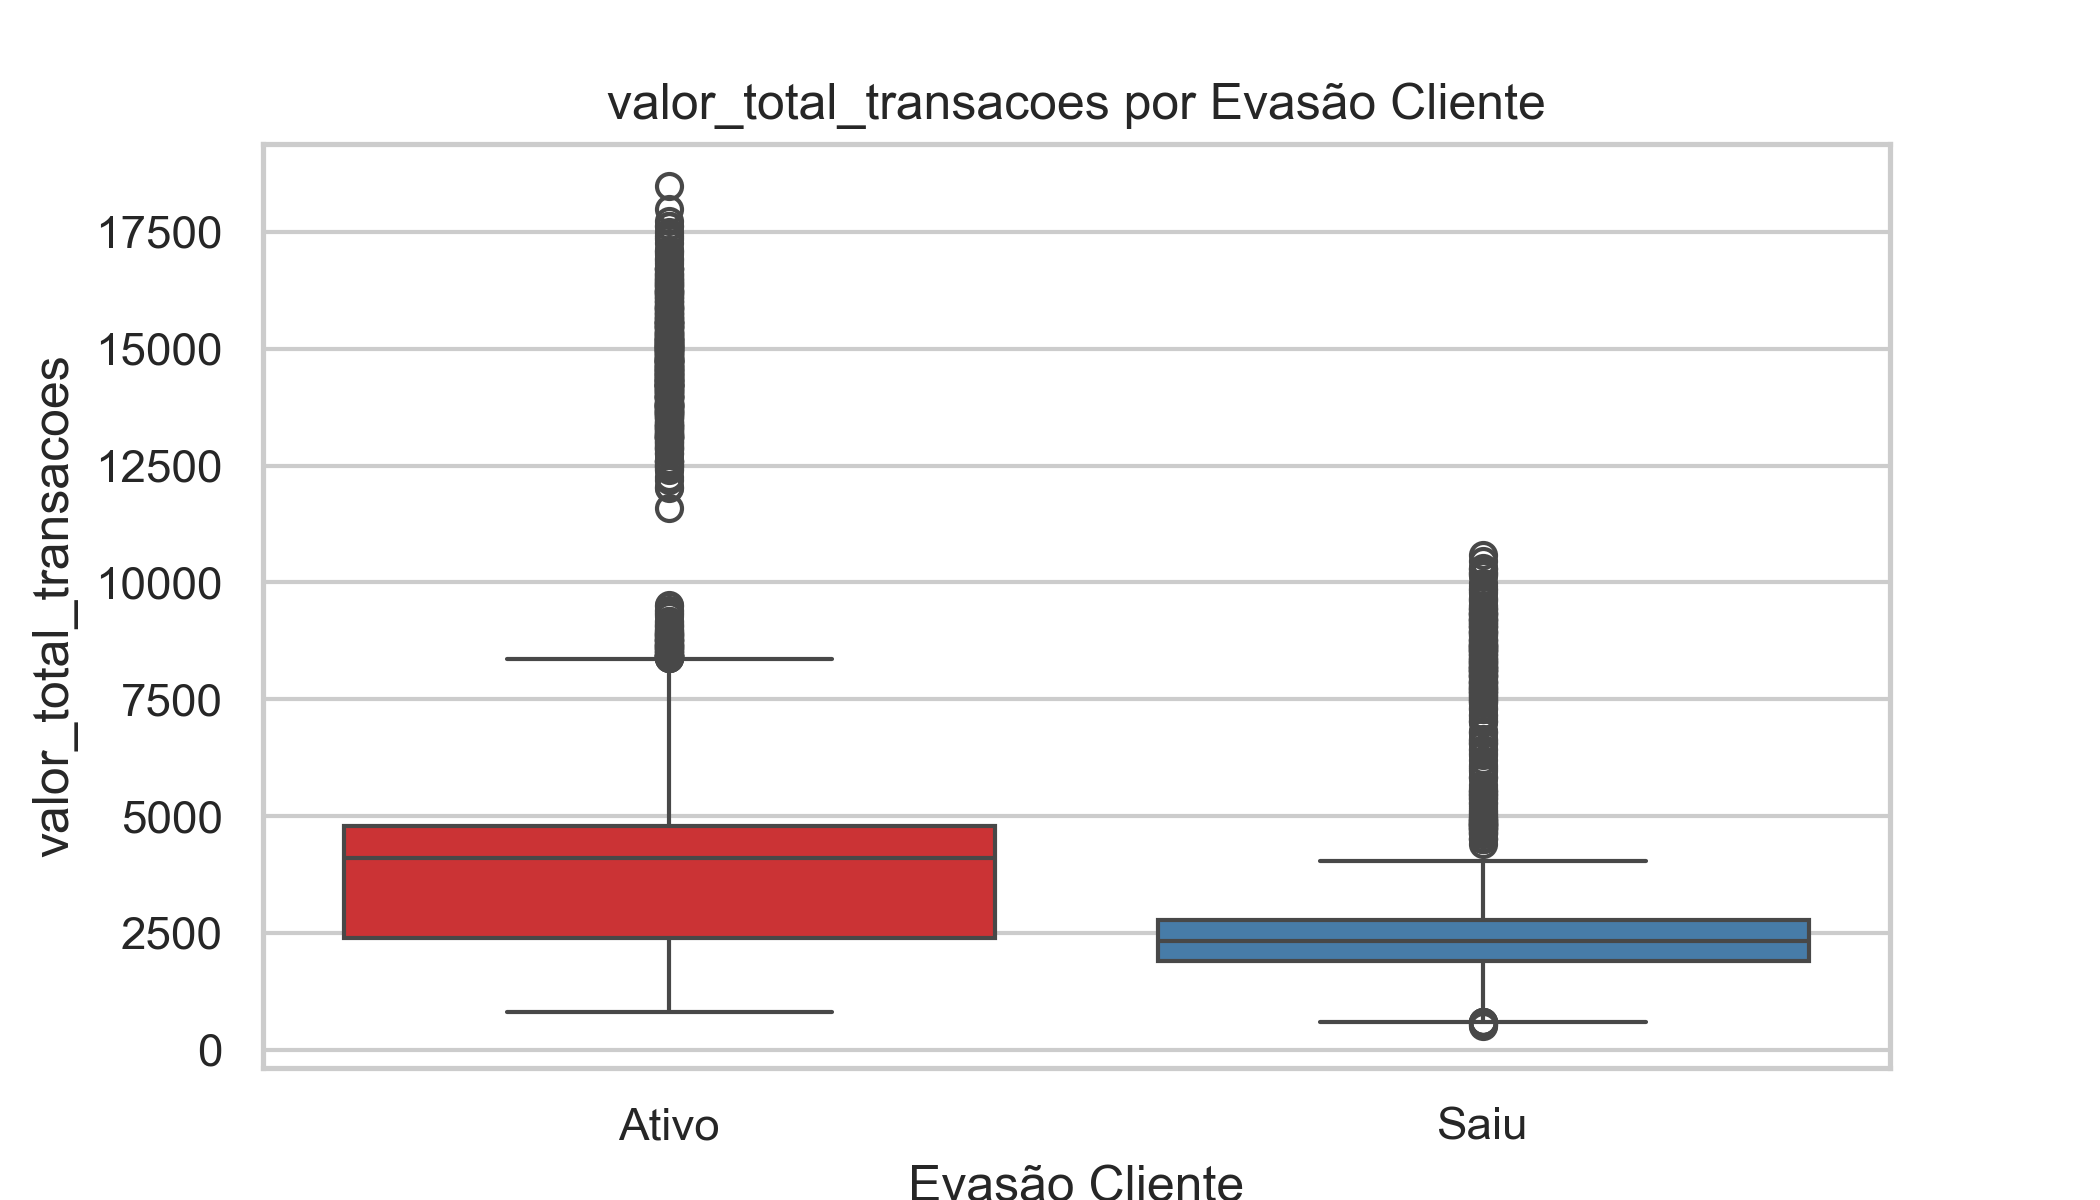 valor_total_transacoes por Evasão Cliente
valor_total_transacoes
17500
15000
12500
10000
7500
5000
2500
0
Ativo
Saiu
Evasão Cliente